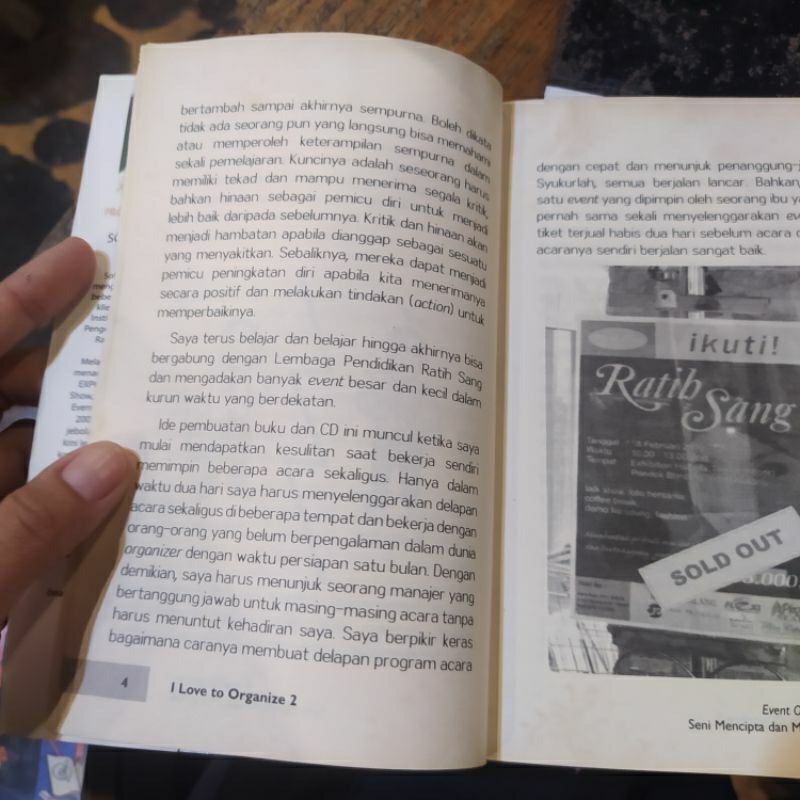 bertambah sampai akhirnya sempurna. Boleh dikata
tidak ada seorang pun yang langsung bisa memahami
atau memperoleh keterampilan sempurna dalam
sekali pemelajaran. Kuncinya adalah seseorang harus
memiliki tekad dan mampu menerima segala kritik,
bahkan hinaan sebagai pemicu diri untuk menjadi
lebih baik daripada sebelumnya. Kritik dan hinaan akan
menjadi hambatan apabila dianggap sebagai sesuatu
yang menyakitkan. Sebaliknya, mereka dapat menjadi
pemicu peningkatan diri apabila kita menerimanya
secara positif dan melakukan tindakan (action) untuk
memperbaikinya.
Saya terus belajar dan belajar hingga akhirnya bisa
bergabung dengan Lembaga Pendidikan Ratih Sang
dan mengadakan banyak event besar dan kecil dalam
kurun waktu yang berdekatan.
Ide pembuatan buku dan CD ini muncul ketika saya
mulai mendapatkan kesulitan saat bekerja sendiri
memimpin beberapa acara sekaligus. Hanya dalam
waktu dua hari saya harus menyelenggarakan delapan
acara sekaligus di beberapa tempat dan bekerja dengan
orang-orang yang belum berpengalaman dalam dunia
organizer dengan waktu persiapan satu bulan. Dengan
demikian, saya harus menunjuk seorang manajer yang
bertanggung jawab untuk masing-masing acara tanpa
harus menuntut kehadiran saya. Saya berpikir keras
bagaimana caranya membuat delapan program acara
4 I Love to Organize 2
dengan cepat dan menunjuk penanggung-j
Syukurlah, semua berjalan lancar. Bahkan,
satu event yang dipimpin oleh seorang ibu ya
pernah sama sekali menyelenggarakan eve
tiket terjual habis dua hari sebelum acara d
acaranya sendiri berjalan sangat baik.
ikuti!
Ratih
Sang
Tanggal
Waktu
Tempat
coffee break
SOLD OUT
Event O
Seni Mencipta dan M